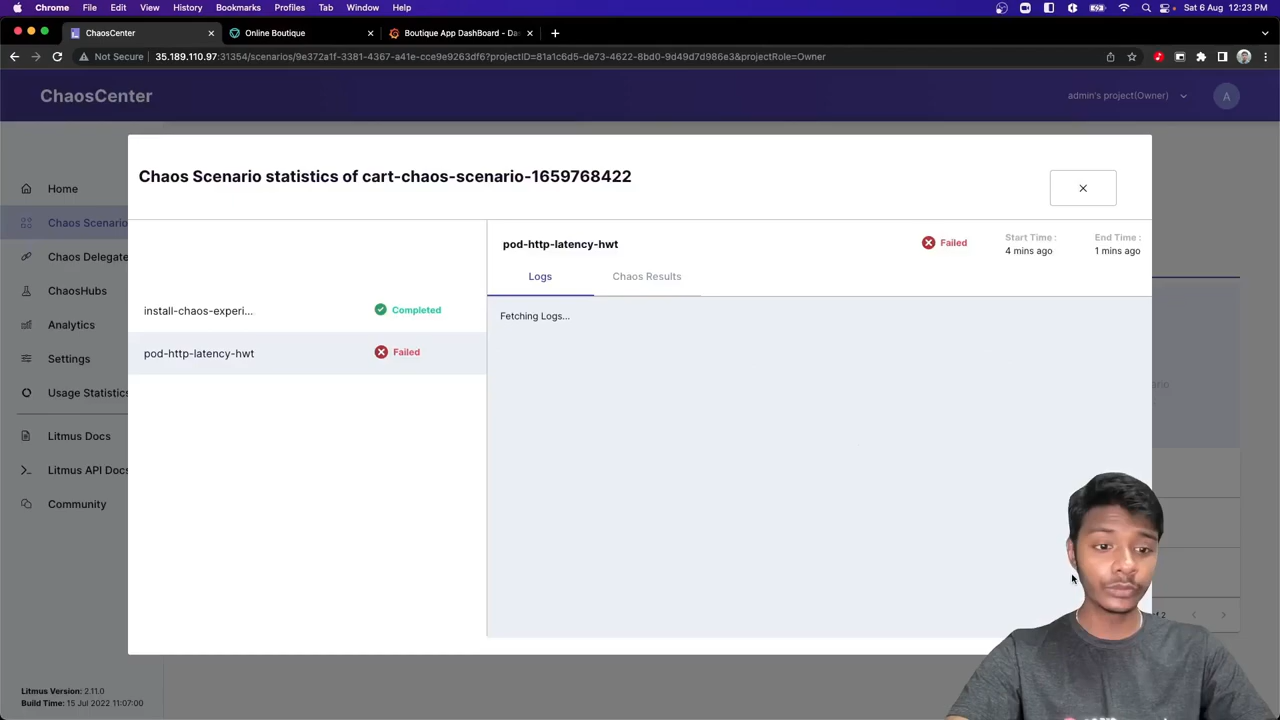 Chrome File Edit View History Bookmarks Profiles Tab Window Help
Sat 6 Aug 12:23 PM
ChaosCenter
Online Boutique
Boutique App DashBoard - Da
Not Secure 35.189.110.97:31354/scenarios/9e372a1f-3381-4367-a41e-cce9e9263df6?projectID=81a1c6d5-de73-4622-8bd0-9d49d7d986e3&projectRole=Owner
ChaosCenter
admin's project(Owner)
A
Chaos Scenario statistics of cart-chaos-scenario-1659768422
Home
Chaos Scenario
Chaos Delegate
ChaosHubs
Analytics
Settings
Usage Statistics
Litmus Docs
Litmus API Docs
Community
Litmus Version: 2.11.0
Build Time: 15 Jul 2022 11:07:00
install-chaos-experi...
Completed
pod-http-latency-hwt
Failed
pod-http-latency-hwt
Failed
Start Time :
4 mins ago
End Time :
1 mins ago
Logs
Chaos Results
Fetching Logs...
of 2